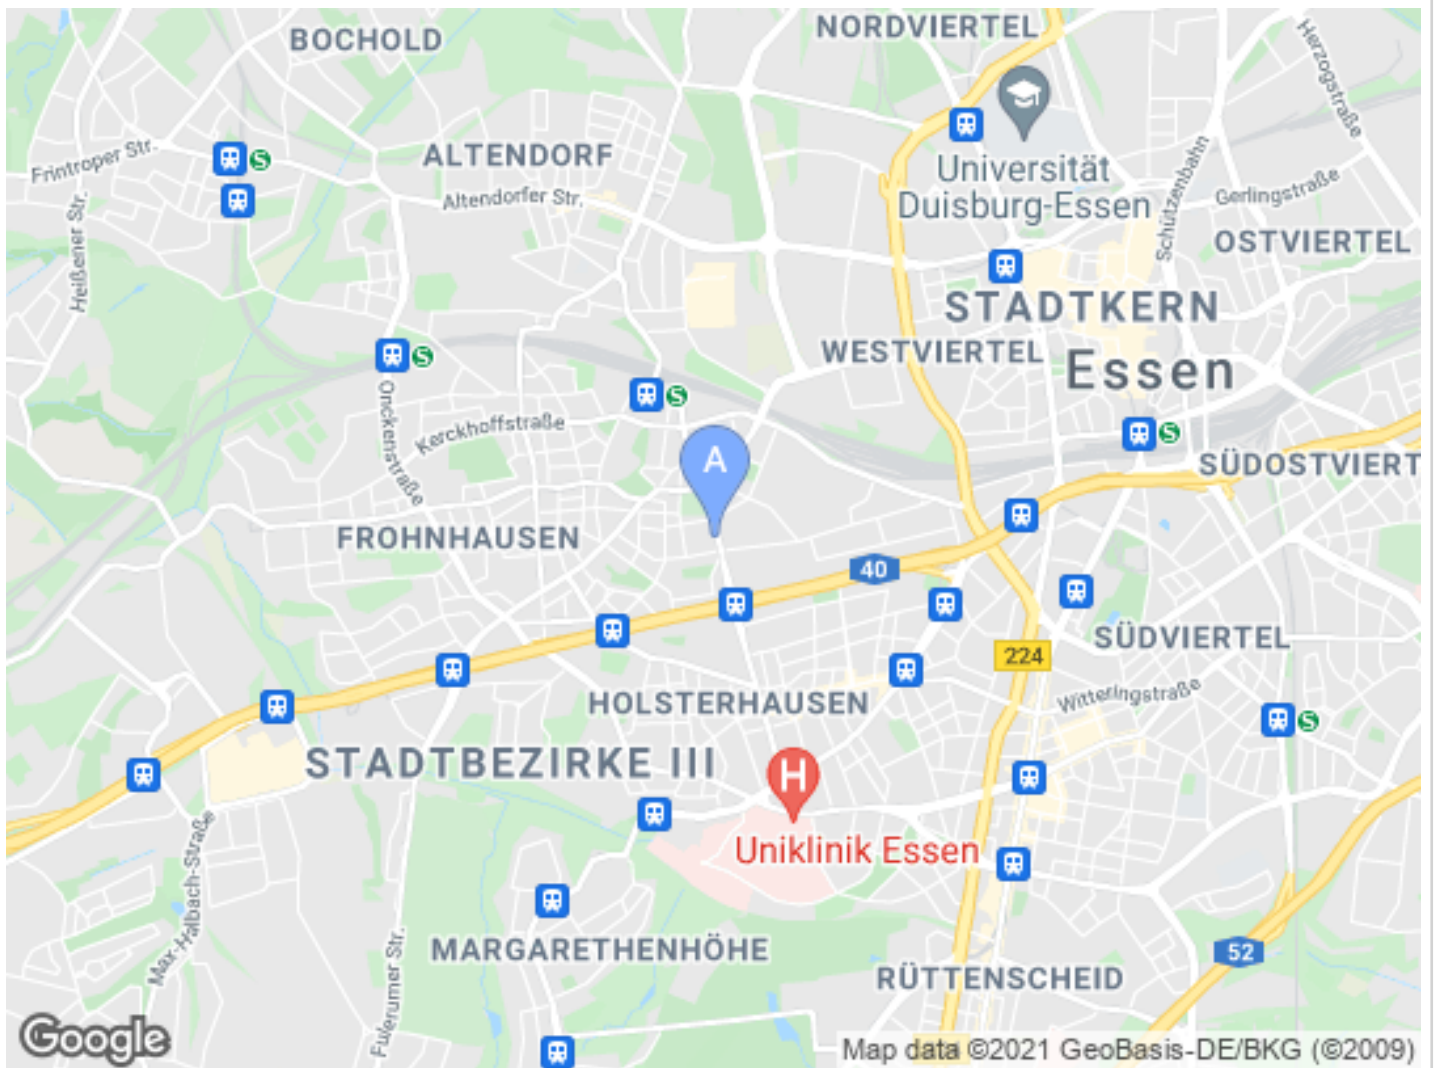 NORDVIERTEL
BOCHOLD
Herzogstraße
Frintroper Str.
S
ALTENDORF
Universität
Duisburg-Essen
Altendorfer Str.
Schützenbahn
Gerlingstraße
Heißener Str.
OSTVIERTEL
STADTKERN
WESTVIERTEL
Essen
S
S
Onckenstraße
Kerckhoffstraße
S
A
SÜDOSTVIERT
FROHNHAUSEN
40
SÜDVIERTEL
224
HOLSTERHAUSEN
Witteringstraße
S
STADTBEZIRKE III
H
Uniklinik Essen
Max-Halbach-Straße
MARGARETHENHÖHE
52
RÜTTENSCHEID
Fulerumer Str.
Google
Map data ©2021 GeoBasis-DE/BKG (©2009)